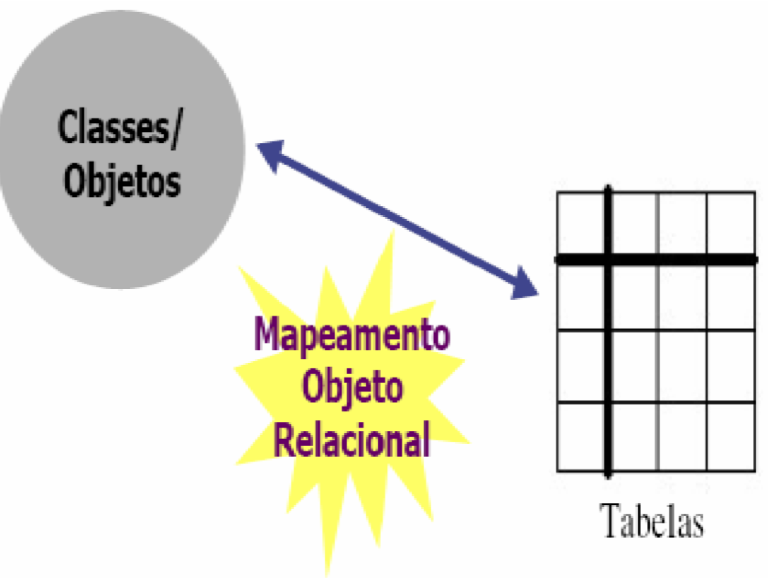 Classes/
Objetos
Mapeamento
Objeto
Relacional
Tabelas